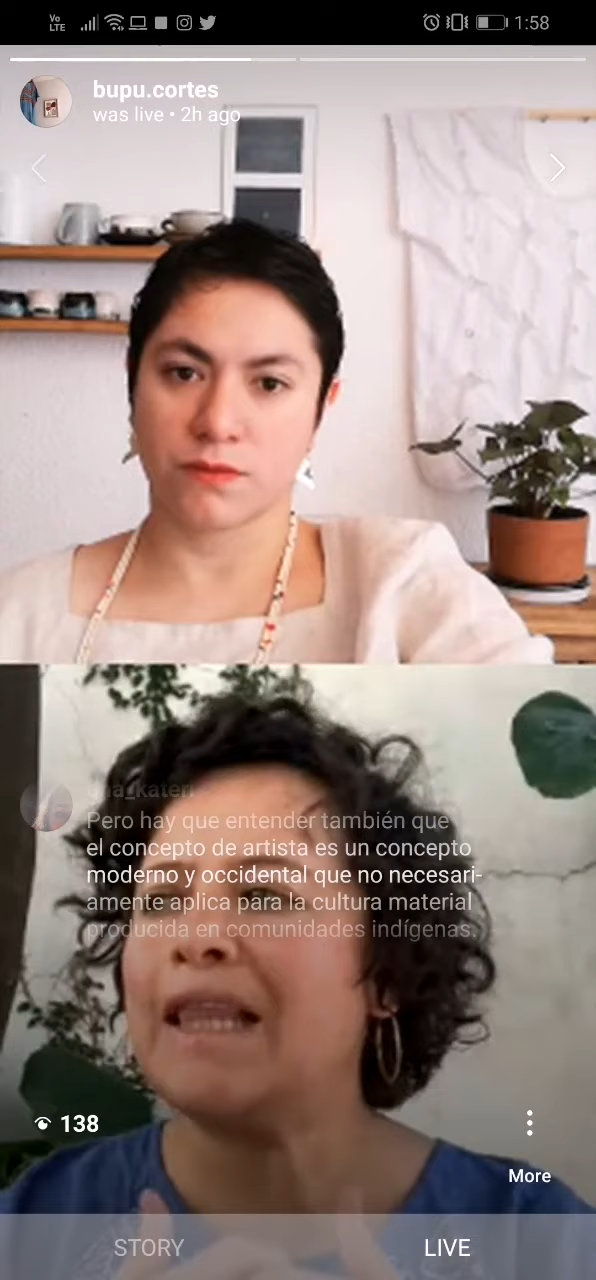 Vo
LTE
1:58
bupu.cortes
was live • 2h ago
Pero hay que entender también que
el concepto de artista es un concepto
moderno y occidental que no necesari-
amente aplica para la cultura material
producida en comunidades indígenas.
138
More
STORY
LIVE